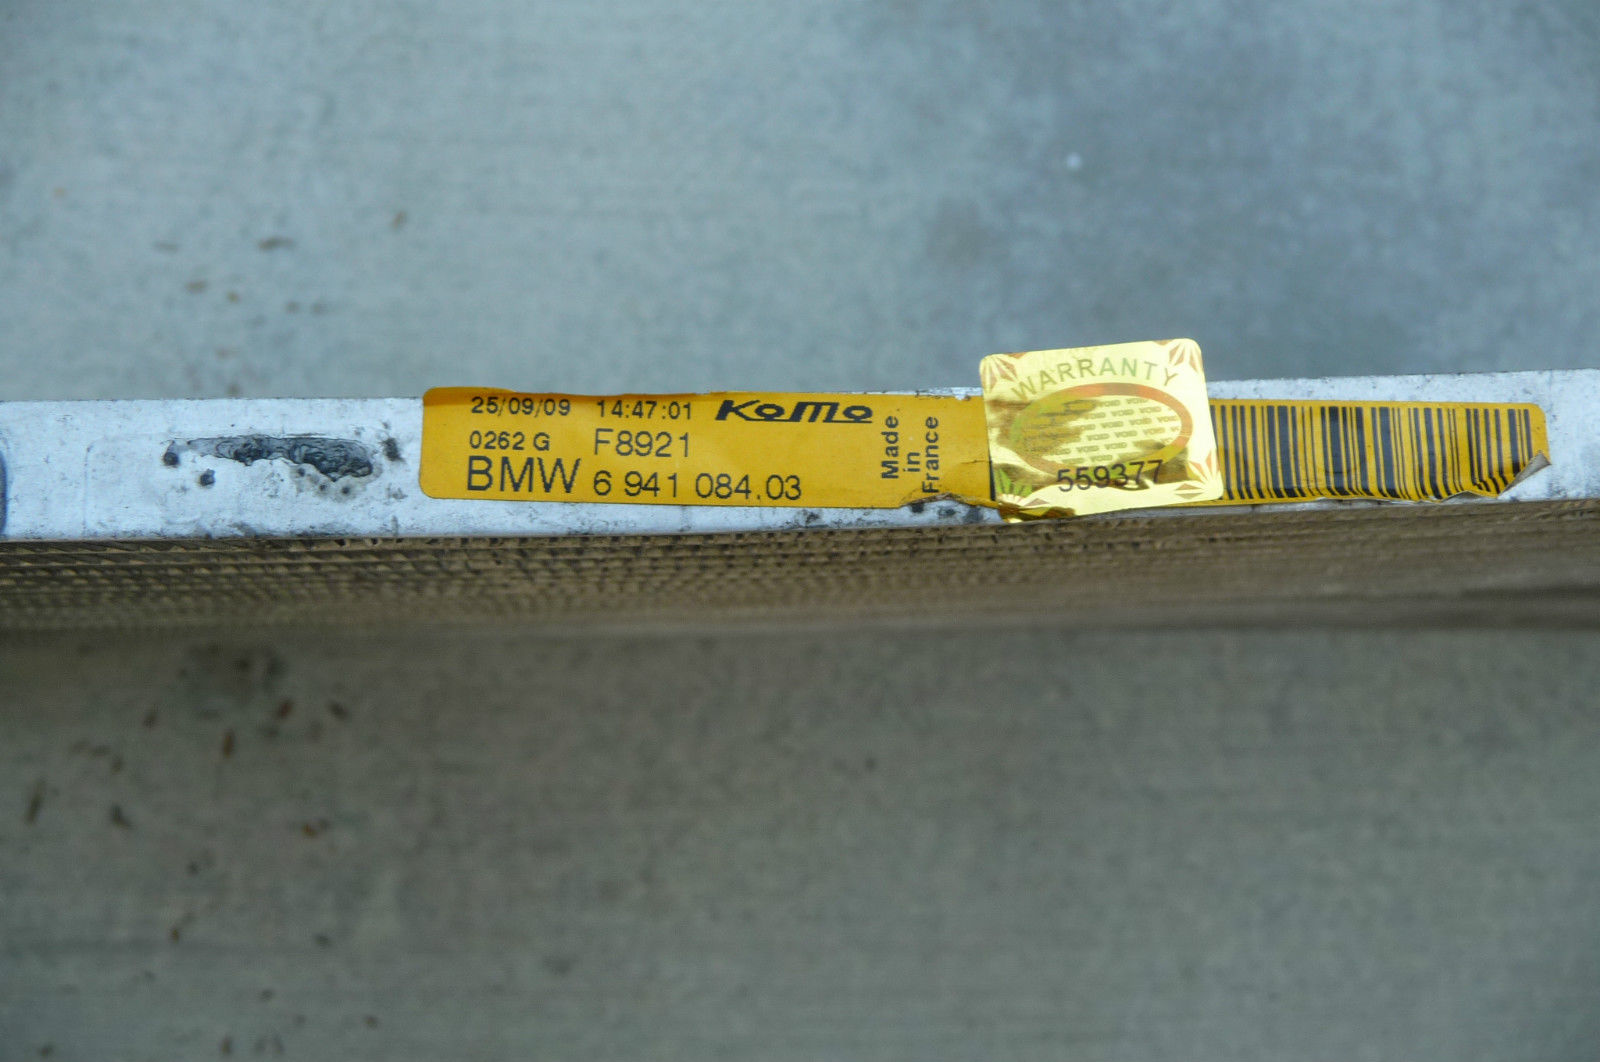 25/09/09 14:47:01 KoMo
0262 G F8921
BMW 6 941 084.03
Made
in
France
WARRANTY
559377